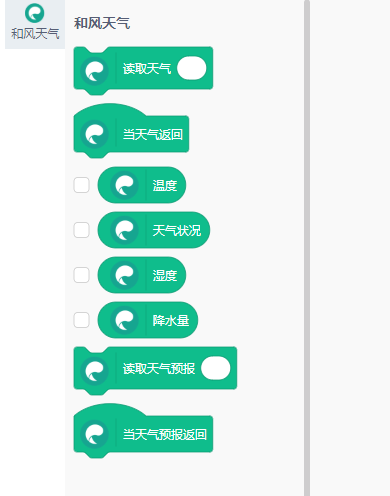 和风天气
和风天气
读取天气
当天气返回
温度
天气状况
湿度
降水量
读取天气预报
当天气预报返回